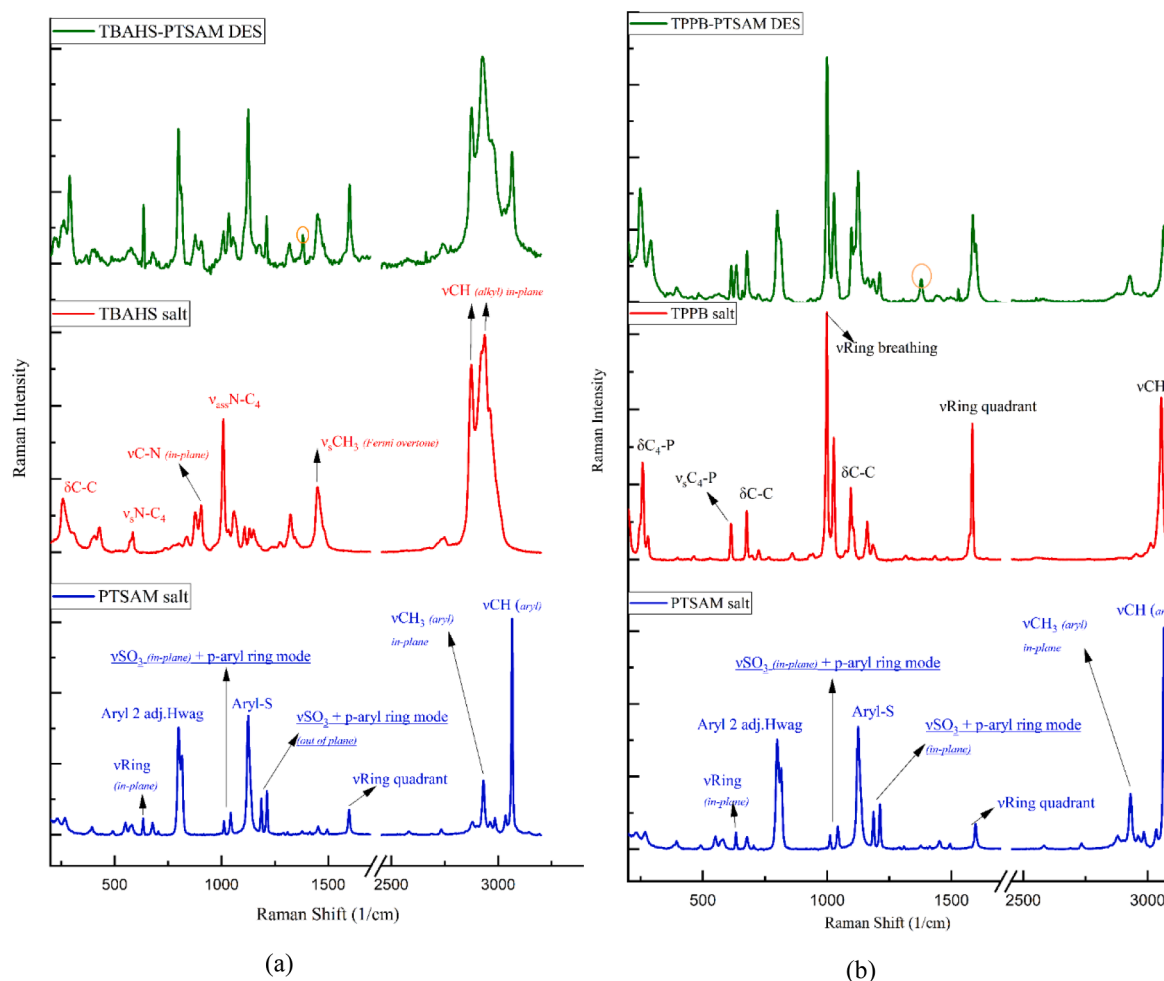 TBAHS-PTSAM DES
TBAHS salt
νCH (alkyl) in-plane
ν_assN-C₄
νC-N (in-plane)
ν_sCH₃ (Fermi overtone)
δC-C
ν_sN-C₄
PTSAM salt
νCH (aryl)
νCH₃ (aryl)
in-plane
νSO₃ (in-plane) + p-aryl ring mode
Aryl 2 adj.Hwag
Aryl-S
νSO₃ + p-aryl ring mode
(out of plane)
νRing
(in-plane)
νRing quadrant
Raman Intensity
500
1000
1500
2500
3000
Raman Shift (1/cm)
(a)
TPPB-PTSAM DES
TPPB salt
νRing breathing
νRing quadrant
νCH
δC₄-P
ν_sC₄-P
δC-C
δC-C
PTSAM salt
νCH (ar
νCH₃ (aryl)
in-plane
νSO₃ (in-plane) + p-aryl ring mode
Aryl 2 adj.Hwag
Aryl-S
νSO₃ + p-aryl ring mode
(in-plane)
νRing
(in-plane)
νRing quadrant
Raman Intensity
500
1000
1500
2500
3000
Raman Shift (1/cm)
(b)